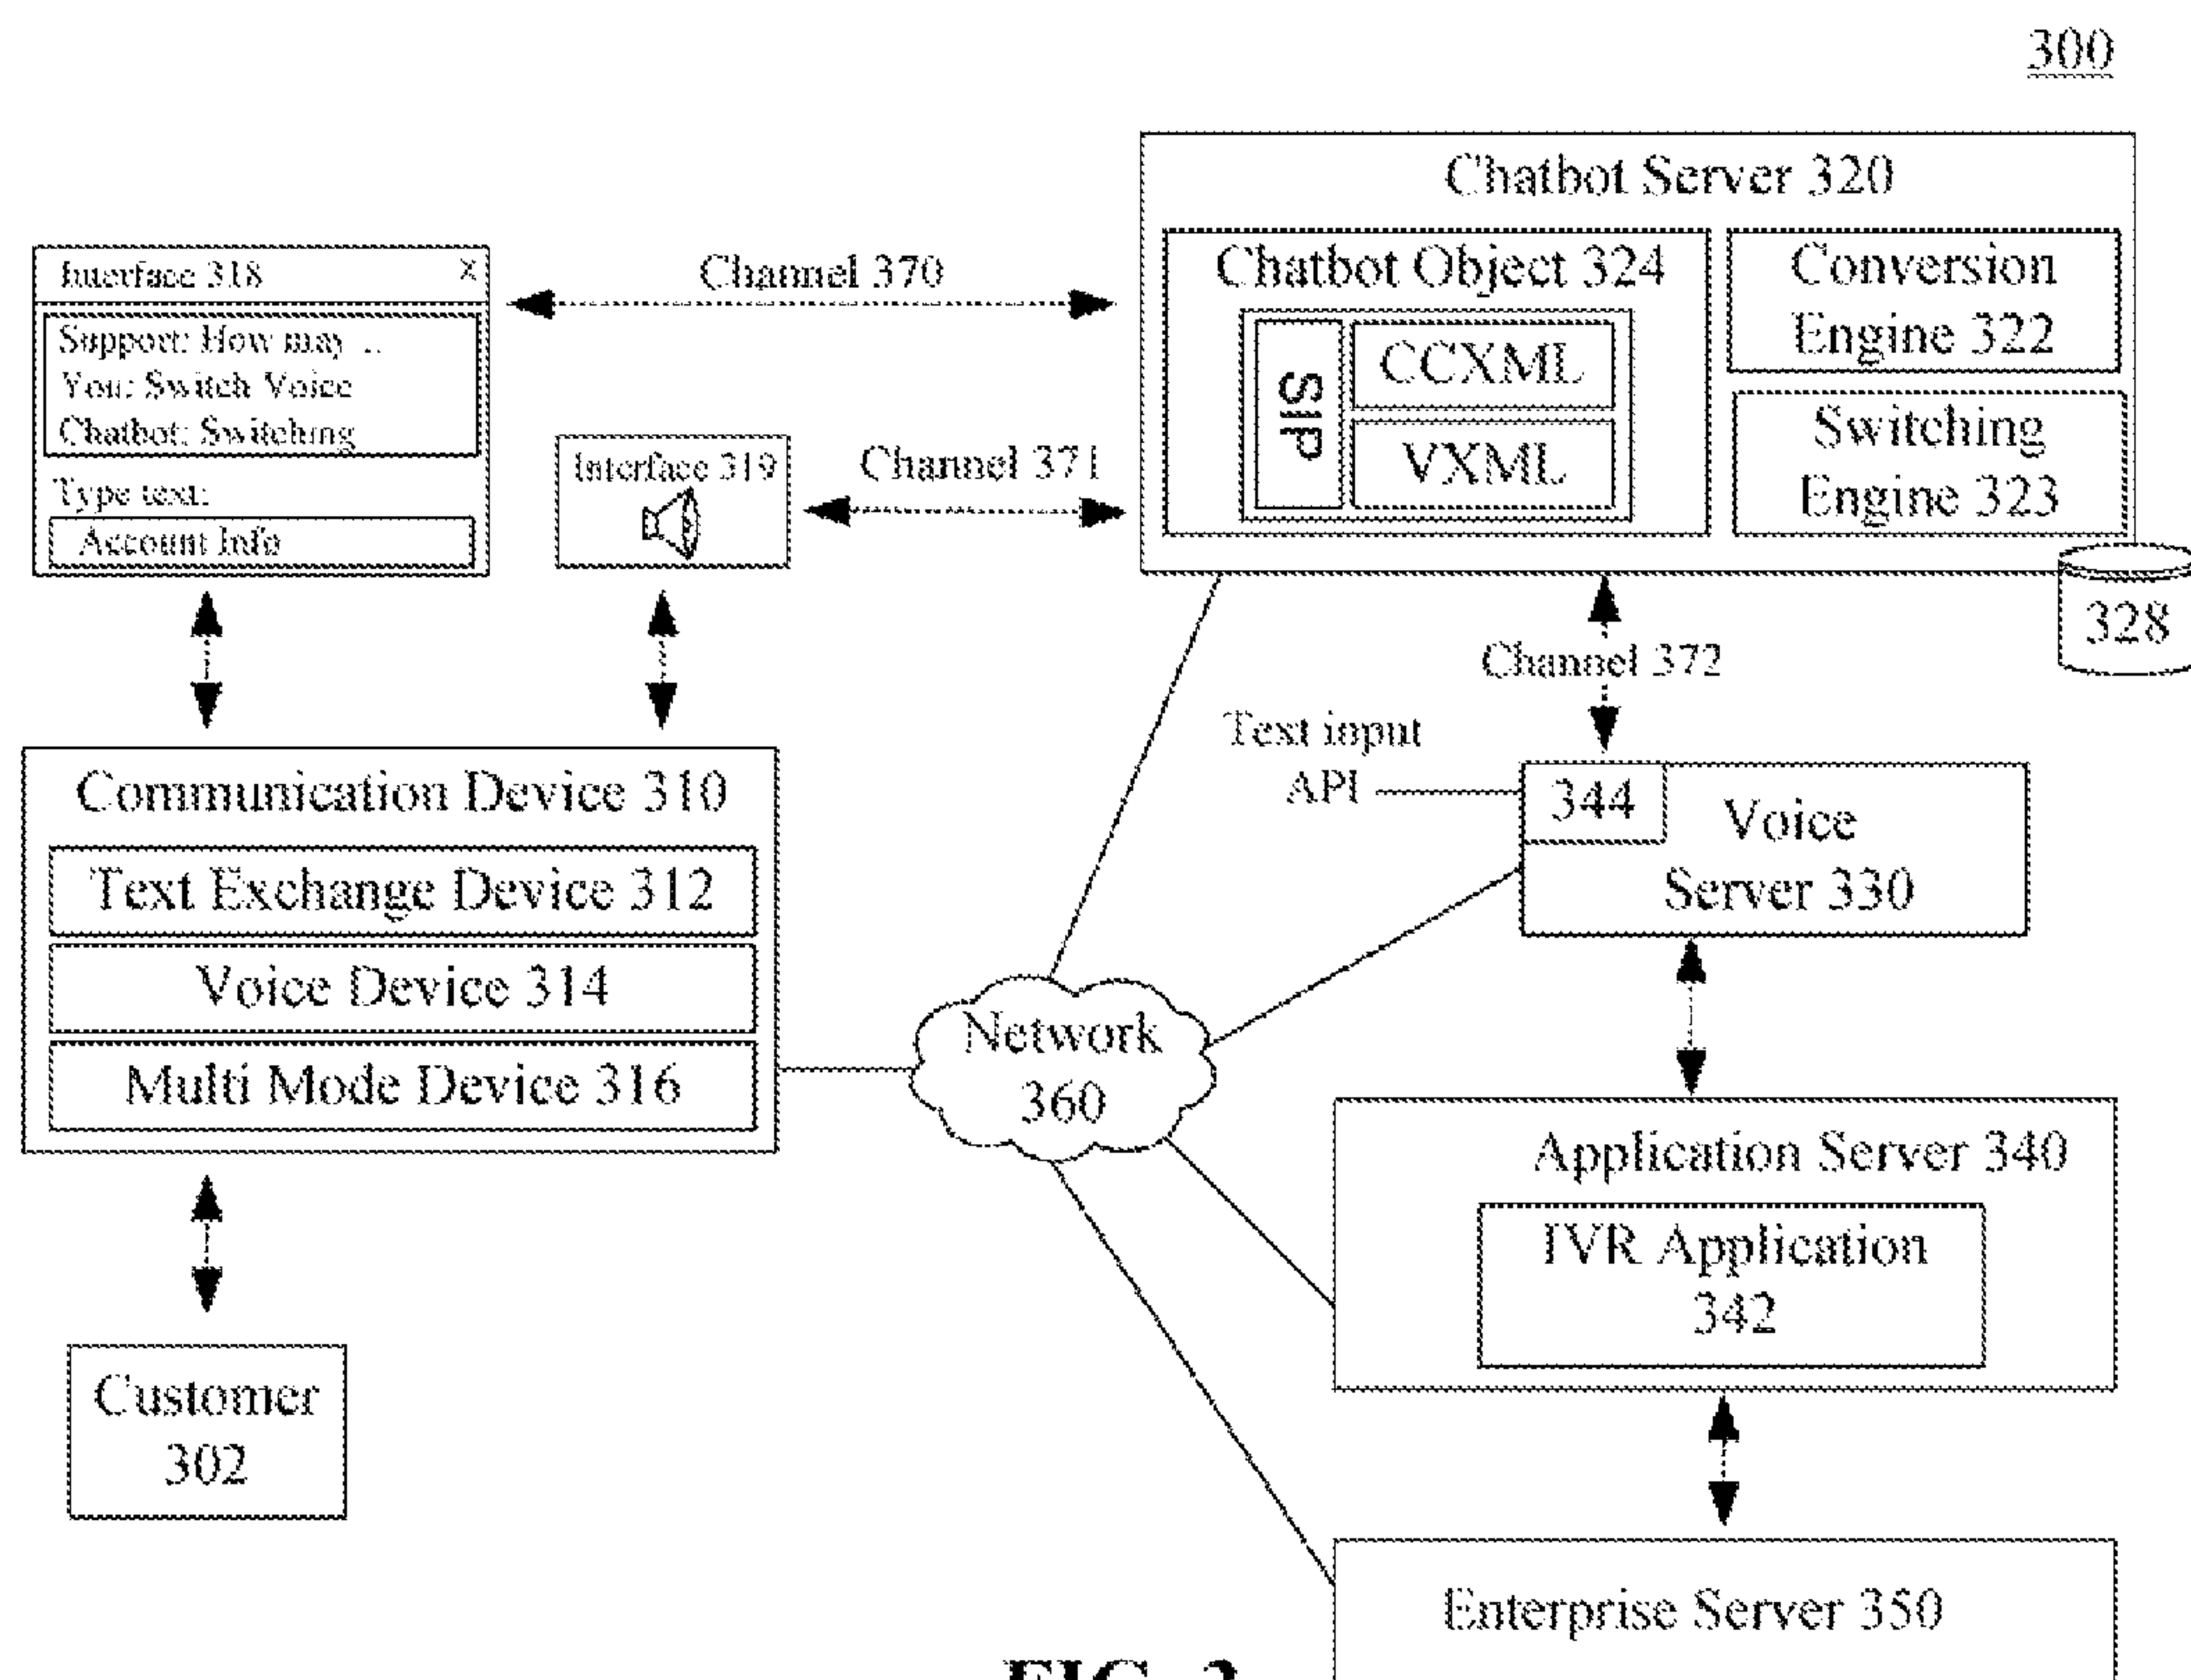 300
Chatbot Server 320
Chatbot Object 324
SIP
CCXML
VXML
Conversion
Engine 322
Switching
Engine 323
328
Interface 318 X
Support: How may ..
You: Switch Voice
Chatbot: Switching
Type text:
Account Info
Channel 370
Interface 319
Channel 371
Channel 372
Text input
API
344
Voice
Server 330
Communication Device 310
Text Exchange Device 312
Voice Device 314
Multi Mode Device 316
Network
360
Application Server 340
IVR Application
342
Customer
302
Enterprise Server 350